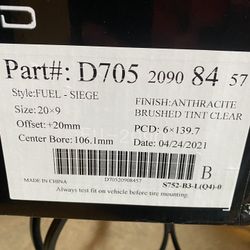 D
Part#: D705 2090 84 57
Style:FUEL - SIEGE
FINISH:ANTHRACITE
BRUSHED TINT CLEAR
Size: 20×9
Offset:+20mm
PCD: 6×139.7
Center Bore: 106.1mm
Date: 04/24/2021
MADE IN CHINA
D70520908457
B
S752-B3-L(Q4)-0
Always test fit on vehicle before tire mounting.